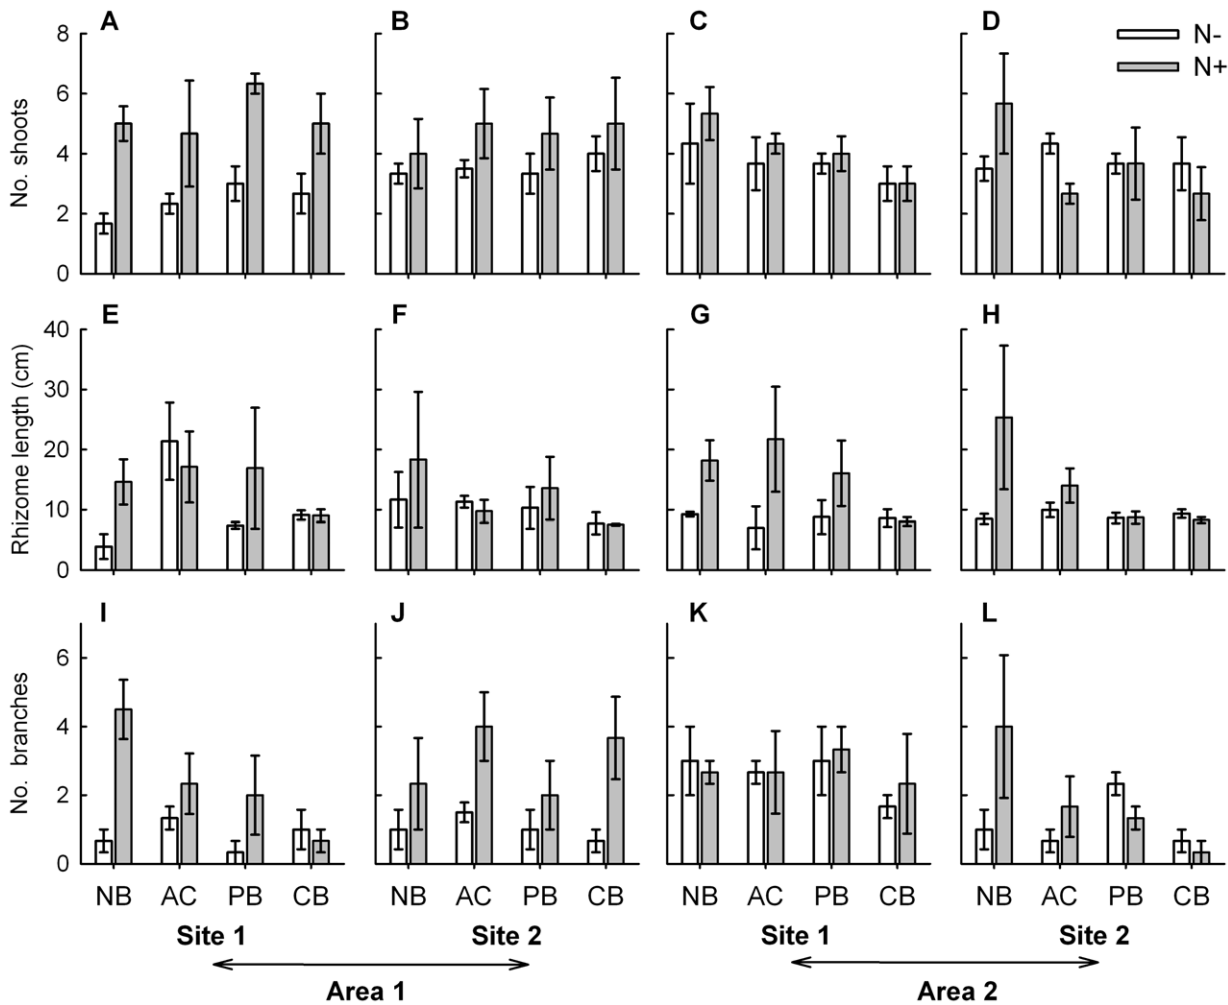 A B C D
N-
N+
No. shoots
8
6
4
2
0
E F G H
Rhizome length (cm)
40
30
20
10
0
I J K L
No. branches
6
4
2
0
NB AC PB CB NB AC PB CB NB AC PB CB NB AC PB CB
Site 1 Site 2 Site 1 Site 2
Area 1 Area 2